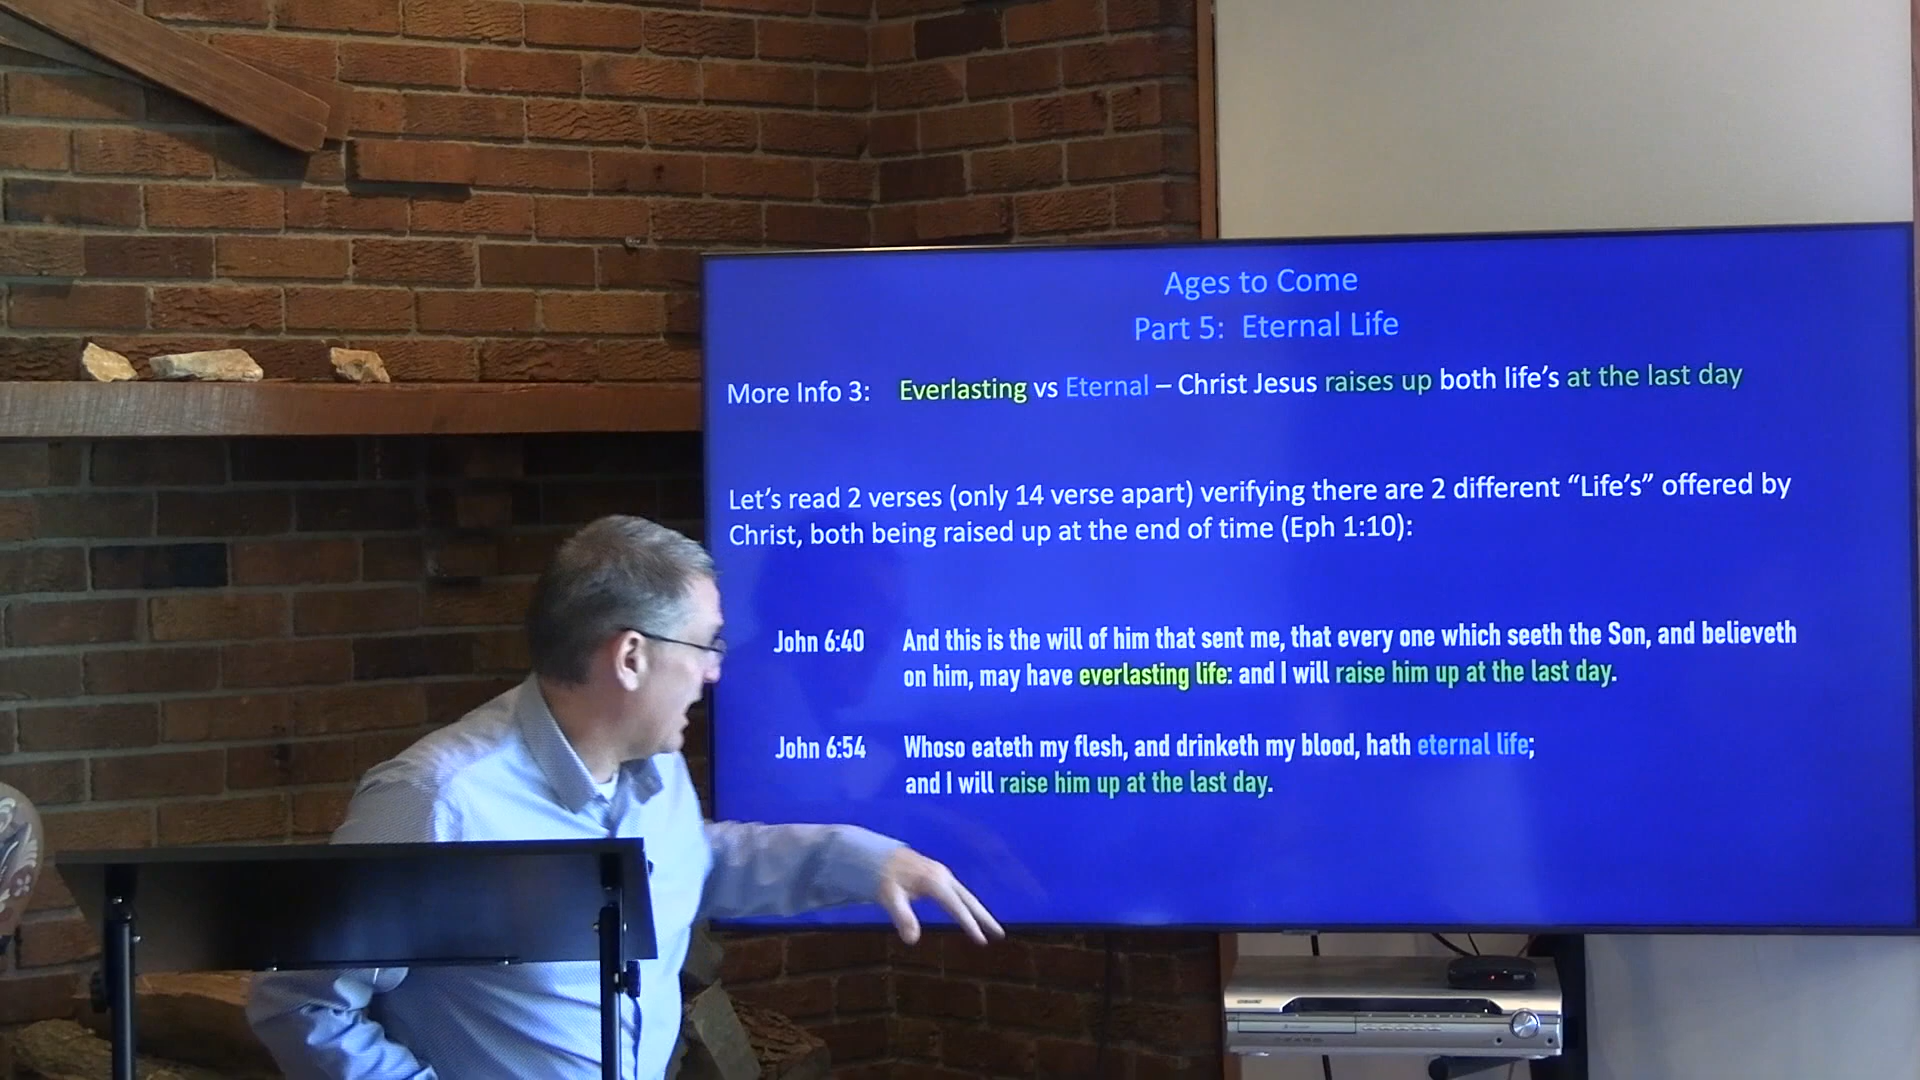 Ages to Come
Part 5: Eternal Life
More Info 3: Everlasting vs Eternal – Christ Jesus raises up both life's at the last day
Let's read 2 verses (only 14 verse apart) verifying there are 2 different “Life's” offered by
Christ, both being raised up at the end of time (Eph 1:10):
John 6:40 And this is the will of him that sent me, that every one which seeth the Son, and believeth
on him, may have everlasting life: and I will raise him up at the last day.
John 6:54 Whoso eateth my flesh, and drinketh my blood, hath eternal life;
and I will raise him up at the last day.